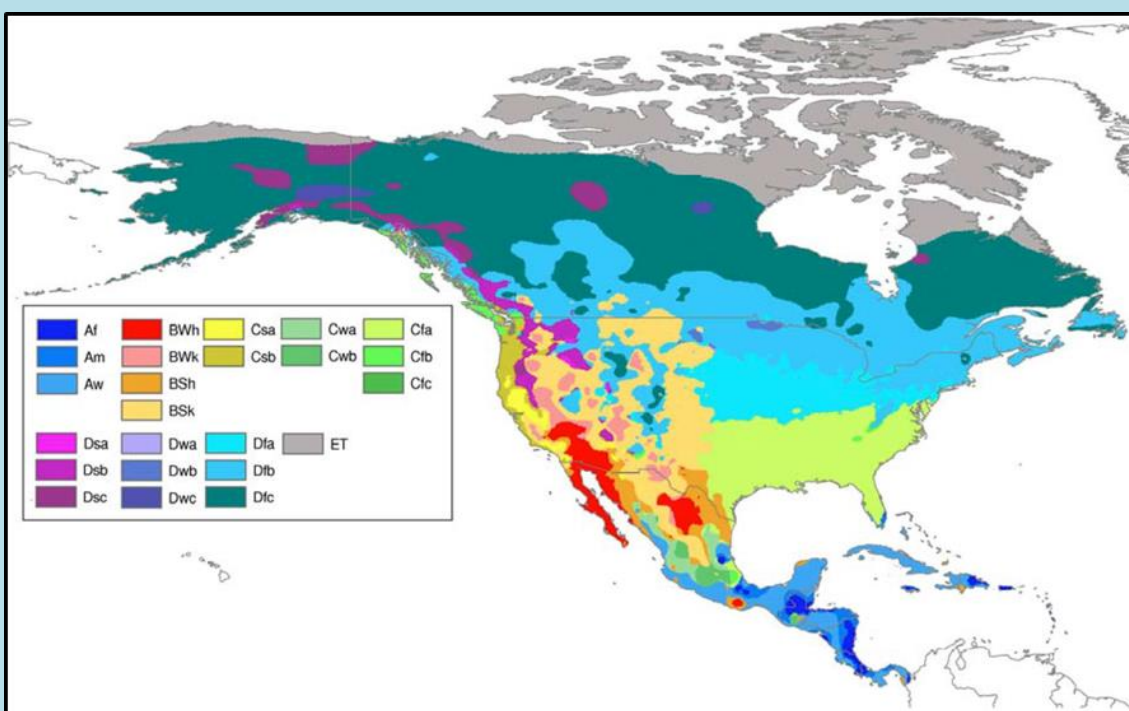 Af BWh Csa Cwa Cfa
Am BWk Csb Cwb Cfb
Aw BSh Cfc
BSk
Dsa Dwa Dfa ET
Dsb Dwb Dfb
Dsc Dwc Dfc